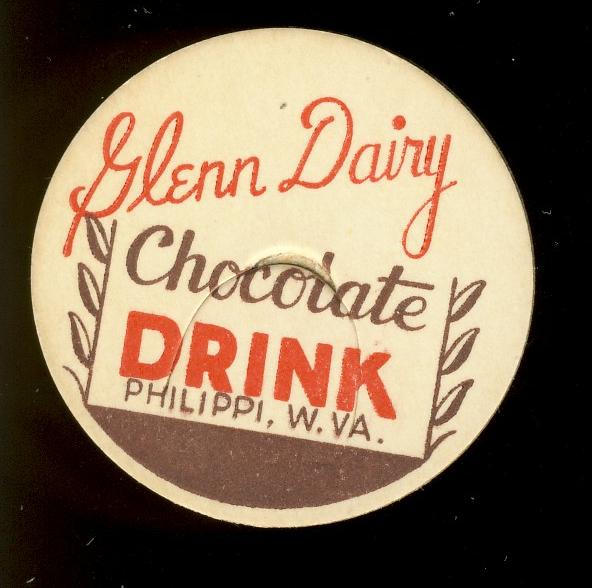 Glenn Dairy
Chocolate
DRINK
PHILIPPI, W. VA.